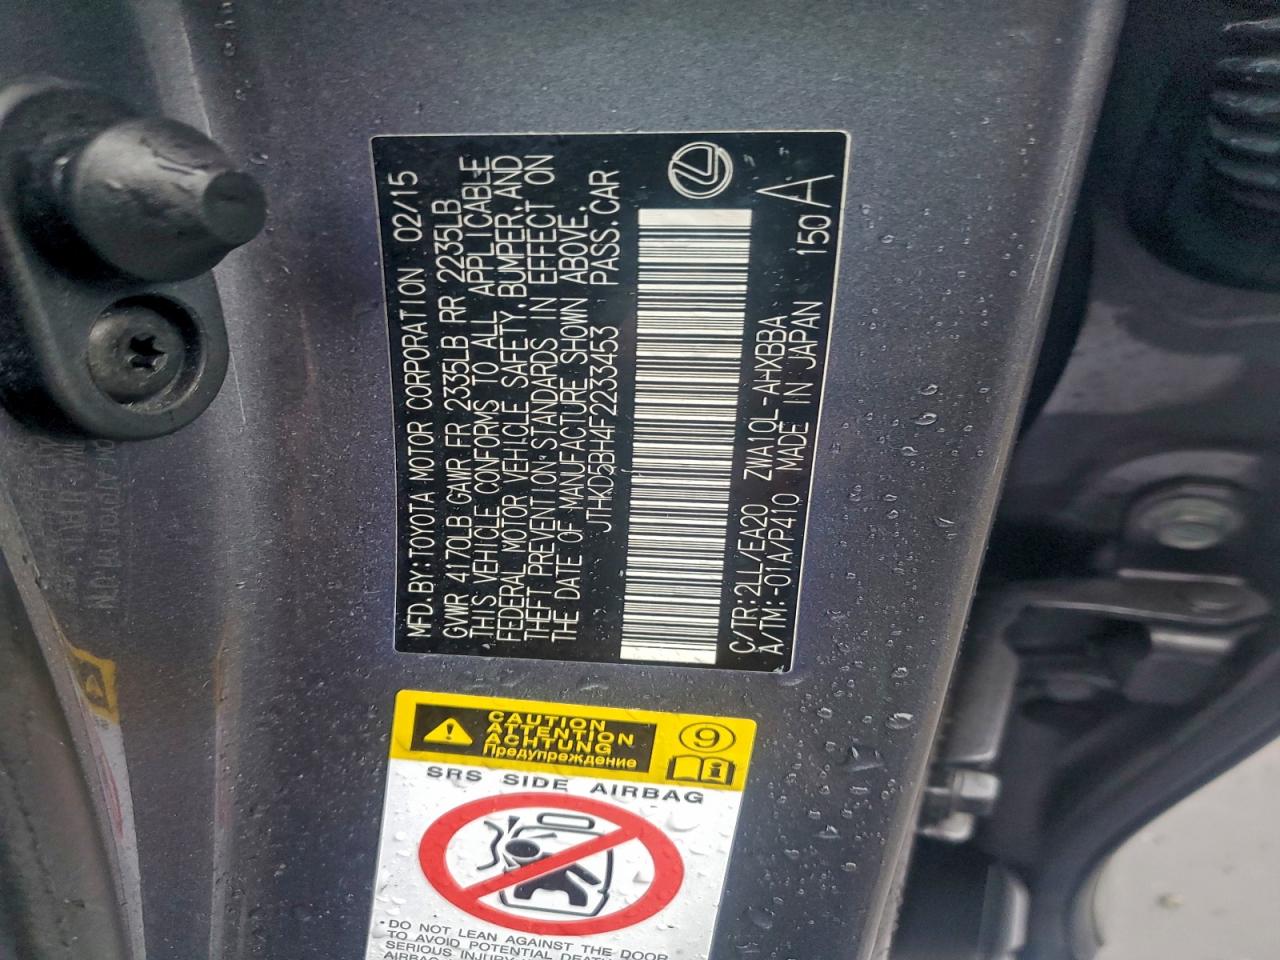 MFD.BY:TOYOTA MOTOR CORPORATION 02/15
GVWR 4170LB GAWR FR 2335LB RR 2235LB
THIS VEHICLE CONFORMS TO ALL APPLICABLE
FEDERAL MOTOR VEHICLE SAFETY,BUMPER,AND
THEFT PREVENTION STANDARDS IN EFFECT ON
THE DATE OF MANUFACTURE SHOWN ABOVE.
JTHKD5BH4F2233453 PASS.CAR
C/TR:2LL/EA20 ZWA10L-AHXBBA
A/TM:-01A/P410 MADE IN JAPAN
150 A
CAUTION
ATTENTION
ACHTUNG
Предупреждение
9
i
SRS SIDE AIRBAG
· DO NOT LEAN AGAINST THE DOOR
TO AVOID POTENTIAL DEATH
SERIOUS INJURY
AIRBAG